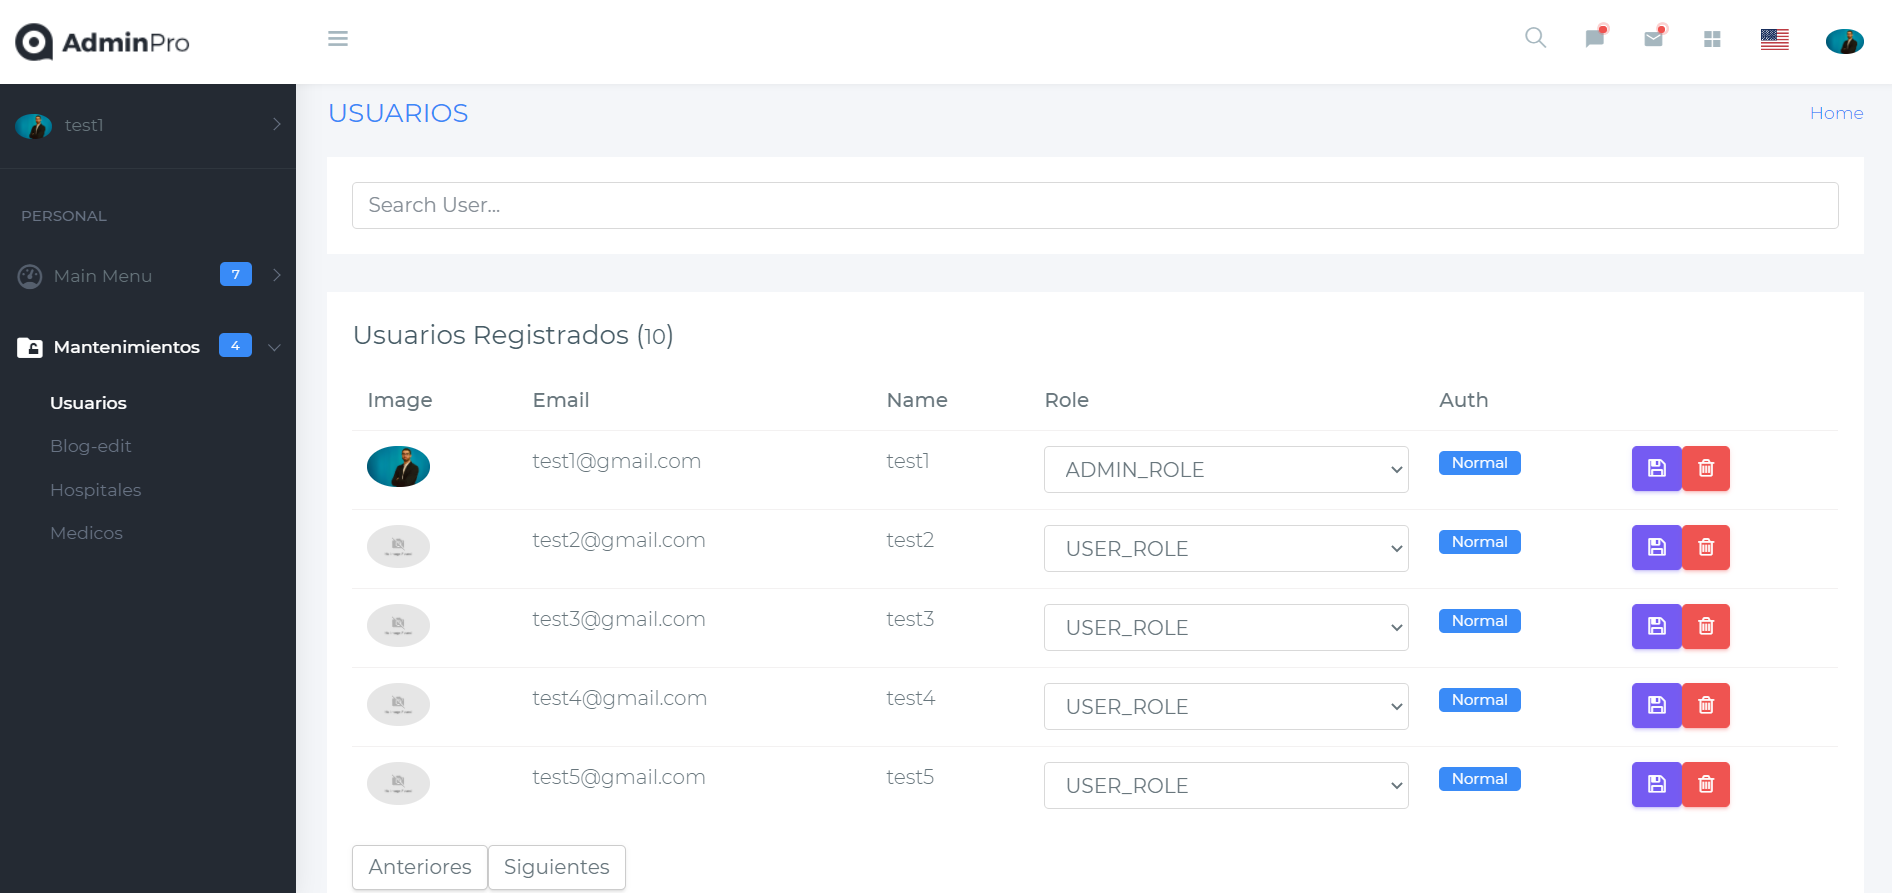 AdminPro
test1
PERSONAL
Main Menu 7
Mantenimientos 4
Usuarios
Blog-edit
Hospitales
Medicos
USUARIOS
Home
Search User...
Usuarios Registrados (10)
Image Email Name Role Auth
test1@gmail.com test1 ADMIN_ROLE Normal
test2@gmail.com test2 USER_ROLE Normal
test3@gmail.com test3 USER_ROLE Normal
test4@gmail.com test4 USER_ROLE Normal
test5@gmail.com test5 USER_ROLE Normal
Anteriores Siguientes